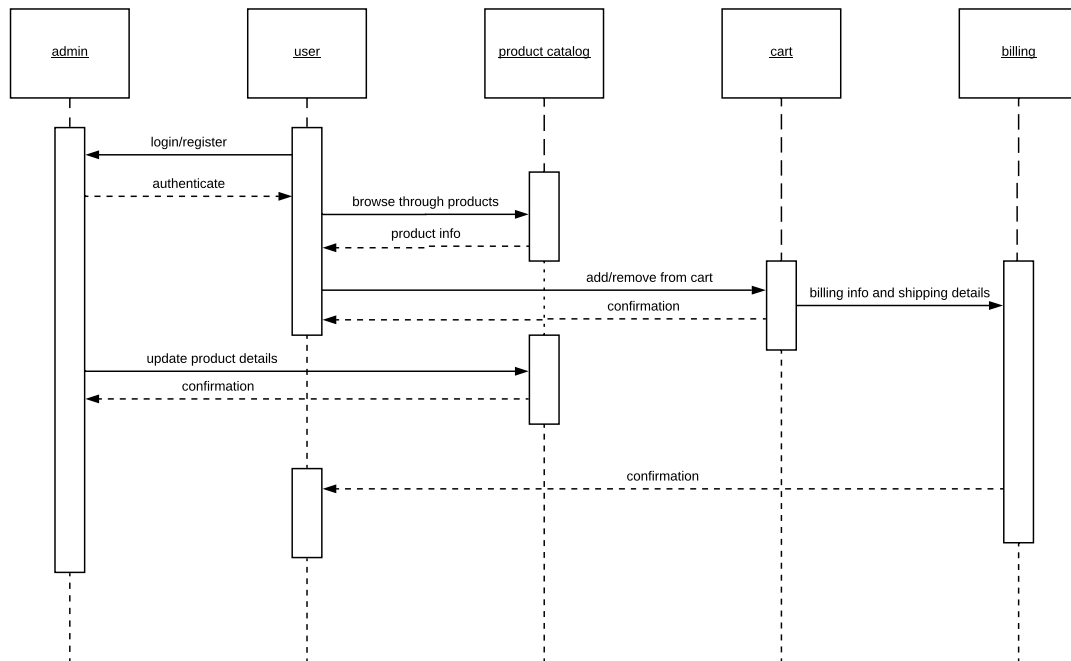 admin
user
product catalog
cart
billing
login/register
authenticate
browse through products
product info
add/remove from cart
billing info and shipping details
confirmation
update product details
confirmation
confirmation